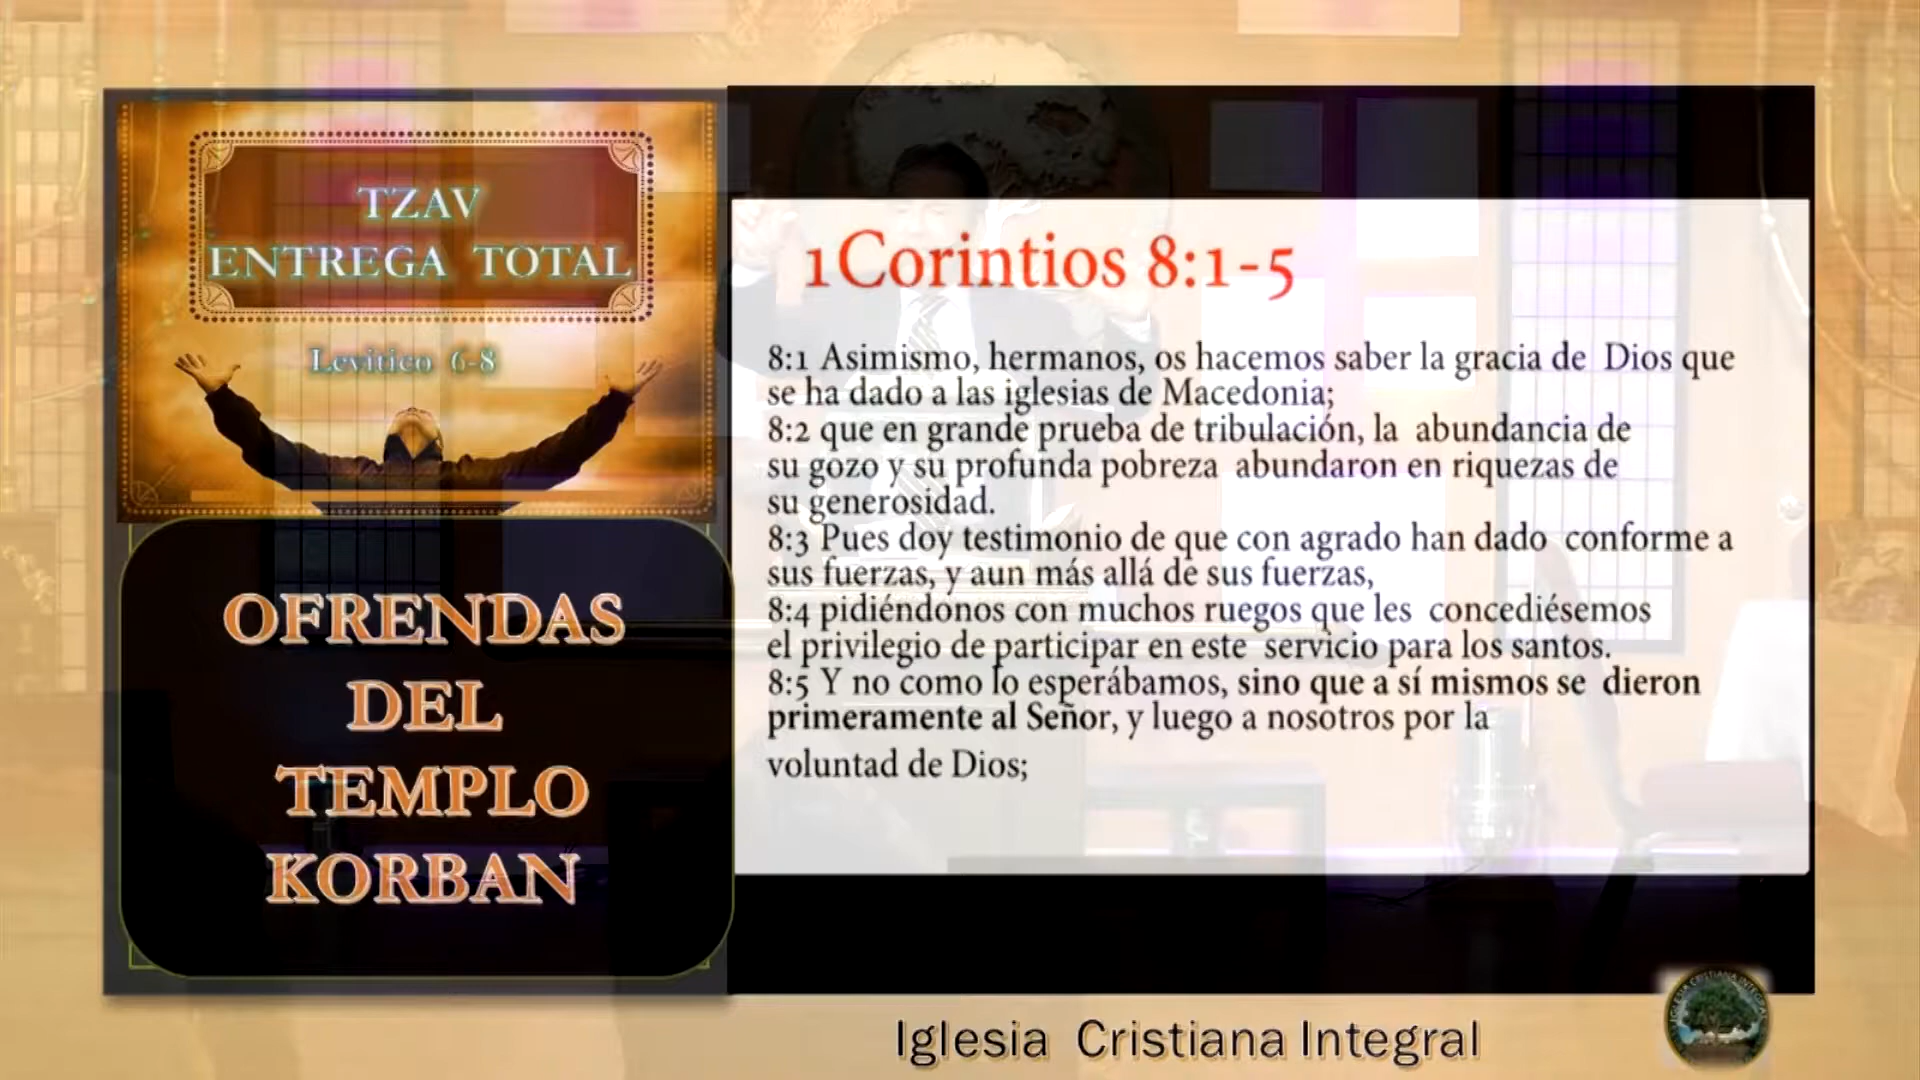 TZAV
ENTREGA TOTAL
Levitico 6-8
OFRENDAS
DEL
TEMPLO
KORBAN
1Corintios 8:1-5
8:1 Asimismo, hermanos, os hacemos saber la gracia de Dios que
se ha dado a las iglesias de Macedonia;
8:2 que en grande prueba de tribulación, la abundancia de
su gozo y su profunda pobreza abundaron en riquezas de
su generosidad.
8:3 Pues doy testimonio de que con agrado han dado conforme a
sus fuerzas, y aun más allá de sus fuerzas,
8:4 pidiéndonos con muchos ruegos que les concediésemos
el privilegio de participar en este servicio para los santos.
8:5 Y no como lo esperábamos, sino que a sí mismos se dieron
primeramente al Señor, y luego a nosotros por la
voluntad de Dios;
Iglesia Cristiana Integral
IGLESIA CRISTIANA INTEGRAL